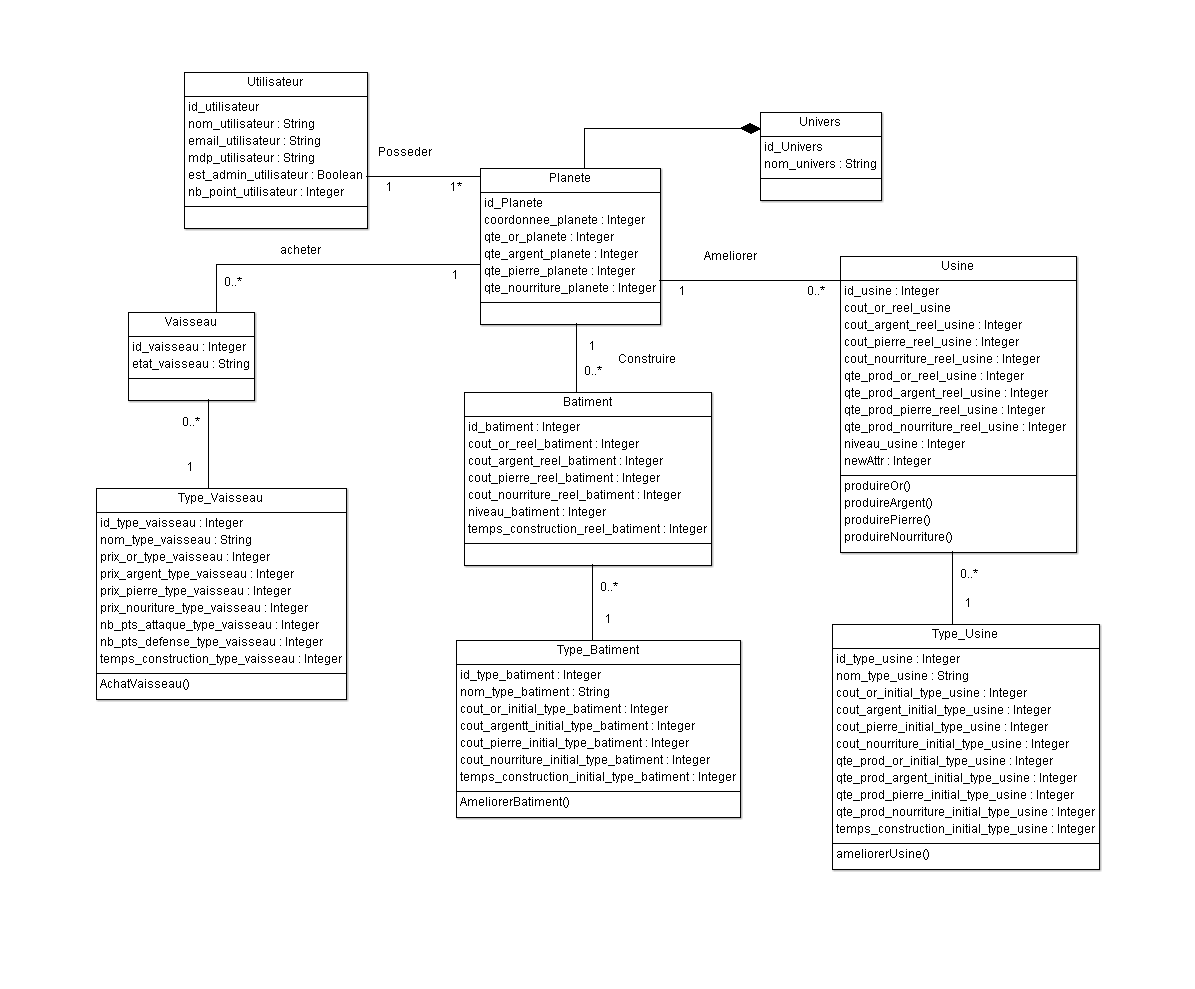 Utilisateur
id_utilisateur
nom_utilisateur : String
email_utilisateur : String
mdp_utilisateur : String
est_admin_utilisateur : Boolean
nb_point_utilisateur : Integer
Posseder
1
1*
Univers
id_Univers
nom_univers : String
Planete
id_Planete
coordonnee_planete : Integer
qte_or_planete : Integer
qte_argent_planete : Integer
qte_pierre_planete : Integer
qte_nourriture_planete : Integer
acheter
0..*
1
Ameliorer
1
0..*
Vaisseau
id_vaisseau : Integer
etat_vaisseau : String
0..*
1
Type_Vaisseau
id_type_vaisseau : Integer
nom_type_vaisseau : String
prix_or_type_vaisseau : Integer
prix_argent_type_vaisseau : Integer
prix_pierre_type_vaisseau : Integer
prix_nouriture_type_vaisseau : Integer
nb_pts_attaque_type_vaisseau : Integer
nb_pts_defense_type_vaisseau : Integer
temps_construction_type_vaisseau : Integer
AchatVaisseau()
1
Construire
0..*
Batiment
id_batiment : Integer
cout_or_reel_batiment : Integer
cout_argent_reel_batiment : Integer
cout_pierre_reel_batiment : Integer
cout_nourriture_reel_batiment : Integer
niveau_batiment : Integer
temps_construction_reel_batiment : Integer
0..*
1
Type_Batiment
id_type_batiment : Integer
nom_type_batiment : String
cout_or_initial_type_batiment : Integer
cout_argentt_initial_type_batiment : Integer
cout_pierre_initial_type_batiment : Integer
cout_nourriture_initial_type_batiment : Integer
temps_construction_initial_type_batiment : Integer
AmeliorerBatiment()
Usine
id_usine : Integer
cout_or_reel_usine
cout_argent_reel_usine : Integer
cout_pierre_reel_usine : Integer
cout_nourriture_reel_usine : Integer
qte_prod_or_reel_usine : Integer
qte_prod_argent_reel_usine : Integer
qte_prod_pierre_reel_usine : Integer
qte_prod_nourriture_reel_usine : Integer
niveau_usine : Integer
newAttr : Integer
produireOr()
produireArgent()
produirePierre()
produireNourriture()
0..*
1
Type_Usine
id_type_usine : Integer
nom_type_usine : String
cout_or_initial_type_usine : Integer
cout_argent_initial_type_usine : Integer
cout_pierre_initial_type_usine : Integer
cout_nourriture_initial_type_usine : Integer
qte_prod_or_initial_type_usine : Integer
qte_prod_argent_initial_type_usine : Integer
qte_prod_pierre_initial_type_usine : Integer
qte_prod_nourriture_initial_type_usine : Integer
temps_construction_initial_type_usine : Integer
ameliorerUsine()